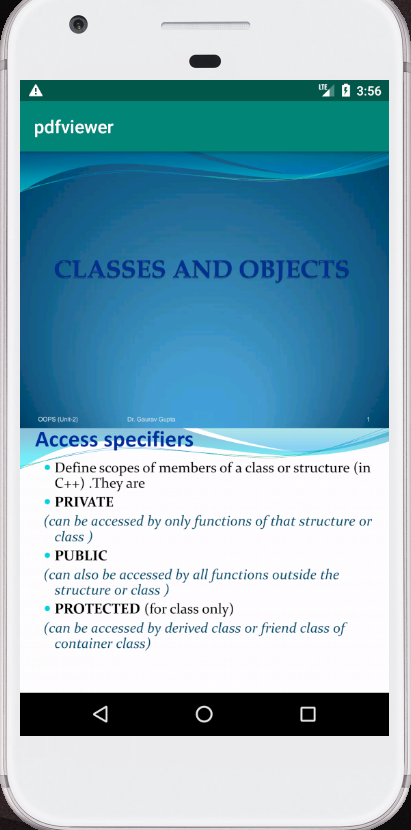 LTE 3:56
pdfviewer
CLASSES AND OBJECTS
OOPS (Unit-2) Dr. Gourav Gupta 1
Access specifiers
• Define scopes of members of a class or structure (in
C++) .They are
• PRIVATE
(can be accessed by only functions of that structure or
class )
• PUBLIC
(can also be accessed by all functions outside the
structure or class )
• PROTECTED (for class only)
(can be accessed by derived class or friend class of
container class)